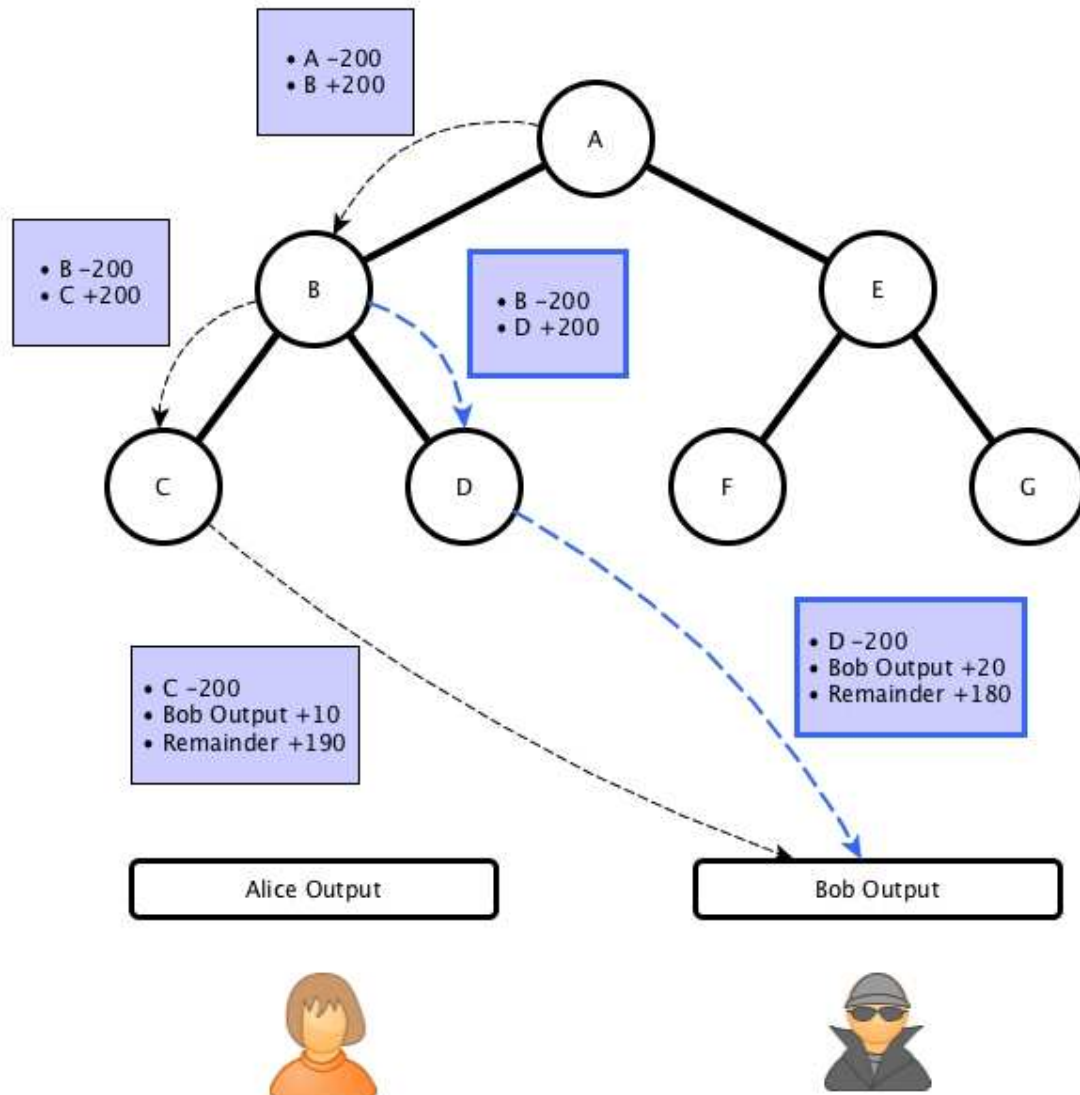 • A –200
• B +200
A
• B –200
• C +200
B
• B –200
• D +200
E
C
D
F
G
• D –200
• Bob Output +20
• Remainder +180
• C –200
• Bob Output +10
• Remainder +190
Alice Output
Bob Output